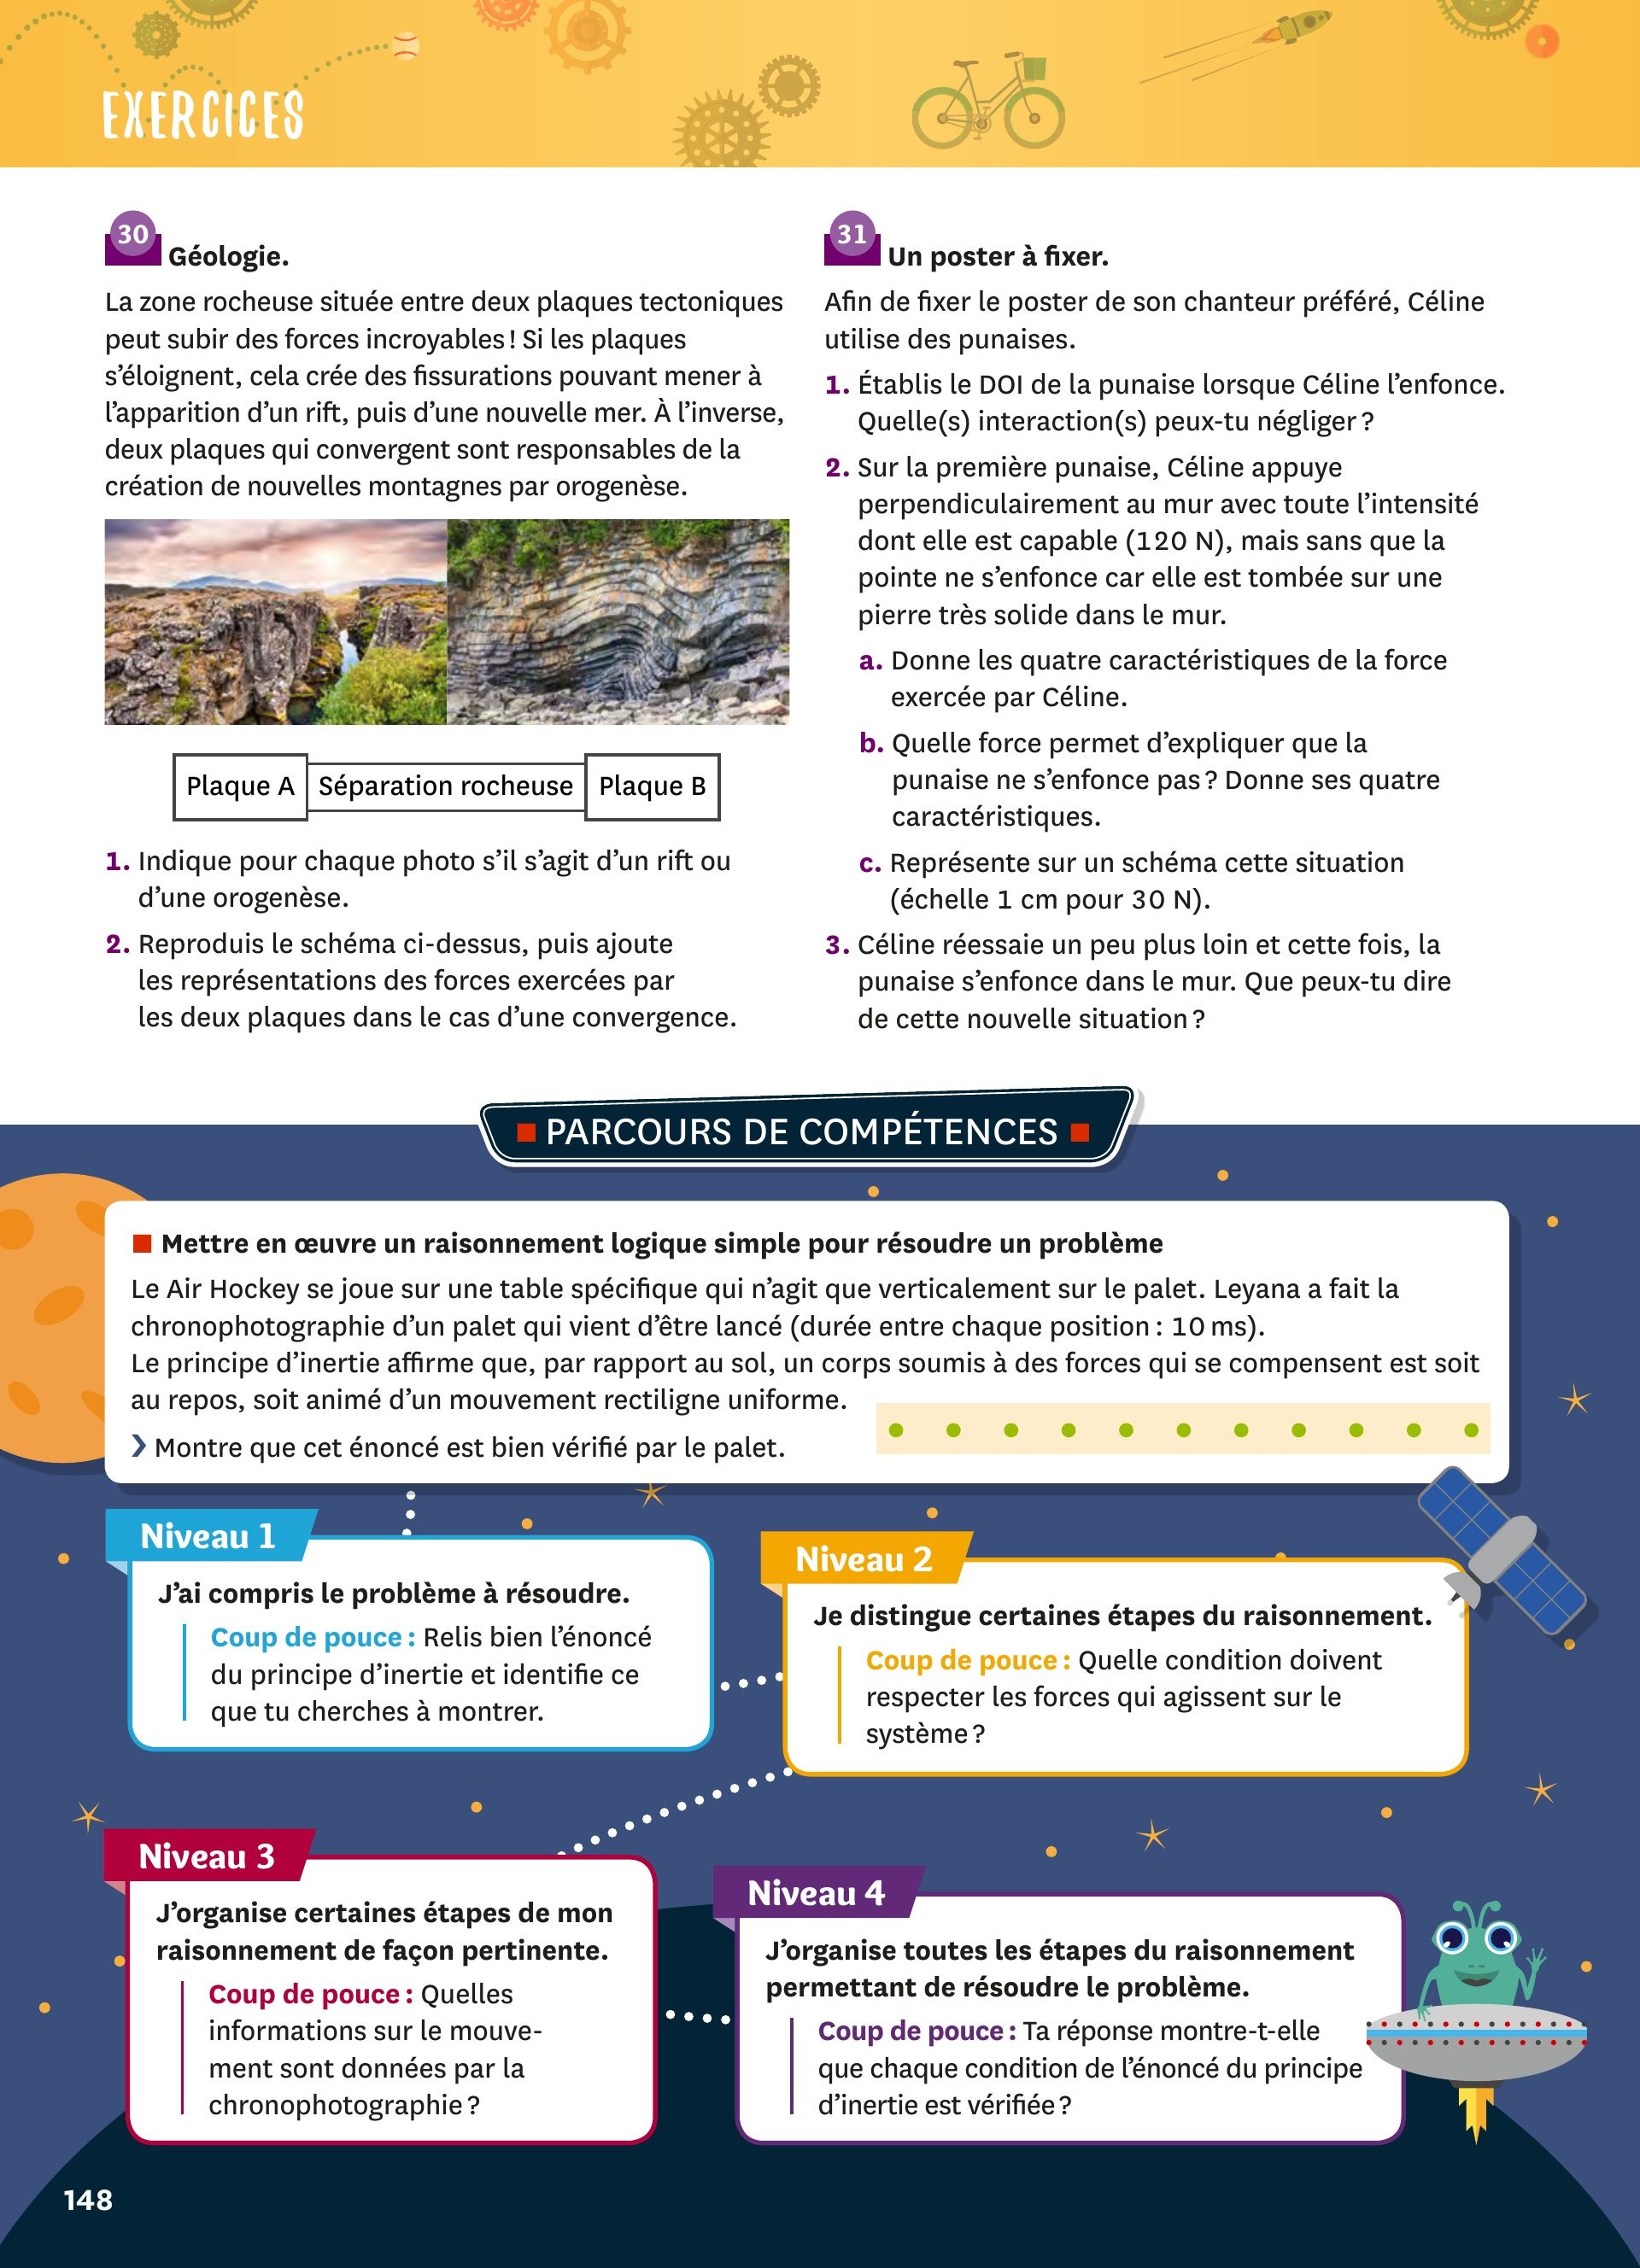 EXERCICES
30 Géologie.
La zone rocheuse située entre deux plaques tectoniques
peut subir des forces incroyables ! Si les plaques
s’éloignent, cela crée des fissurations pouvant mener à
l’apparition d’un rift, puis d’une nouvelle mer. À l’inverse,
deux plaques qui convergent sont responsables de la
création de nouvelles montagnes par orogenèse.
Plaque A Séparation rocheuse Plaque B
1. Indique pour chaque photo s’il s’agit d’un rift ou
d’une orogenèse.
2. Reproduis le schéma ci-dessus, puis ajoute
les représentations des forces exercées par
les deux plaques dans le cas d’une convergence.
31 Un poster à fixer.
Afin de fixer le poster de son chanteur préféré, Céline
utilise des punaises.
1. Établis le DOI de la punaise lorsque Céline l’enfonce.
Quelle(s) interaction(s) peux-tu négliger ?
2. Sur la première punaise, Céline appuye
perpendiculairement au mur avec toute l’intensité
dont elle est capable (120 N), mais sans que la
pointe ne s’enfonce car elle est tombée sur une
pierre très solide dans le mur.
a. Donne les quatre caractéristiques de la force
exercée par Céline.
b. Quelle force permet d’expliquer que la
punaise ne s’enfonce pas ? Donne ses quatre
caractéristiques.
c. Représente sur un schéma cette situation
(échelle 1 cm pour 30 N).
3. Céline réessaie un peu plus loin et cette fois, la
punaise s’enfonce dans le mur. Que peux-tu dire
de cette nouvelle situation ?
PARCOURS DE COMPÉTENCES
Mettre en œuvre un raisonnement logique simple pour résoudre un problème
Le Air Hockey se joue sur une table spécifique qui n’agit que verticalement sur le palet. Leyana a fait la
chronophotographie d’un palet qui vient d’être lancé (durée entre chaque position : 10 ms).
Le principe d’inertie affirme que, par rapport au sol, un corps soumis à des forces qui se compensent est soit
au repos, soit animé d’un mouvement rectiligne uniforme.
Montre que cet énoncé est bien vérifié par le palet.
Niveau 1
J’ai compris le problème à résoudre.
Coup de pouce : Relis bien l’énoncé
du principe d’inertie et identifie ce
que tu cherches à montrer.
Niveau 2
Je distingue certaines étapes du raisonnement.
Coup de pouce : Quelle condition doivent
respecter les forces qui agissent sur le
système ?
Niveau 3
J’organise certaines étapes de mon
raisonnement de façon pertinente.
Coup de pouce : Quelles
informations sur le mouve-
ment sont données par la
chronophotographie ?
Niveau 4
J’organise toutes les étapes du raisonnement
permettant de résoudre le problème.
Coup de pouce : Ta réponse montre-t-elle
que chaque condition de l’énoncé du principe
d’inertie est vérifiée ?
148